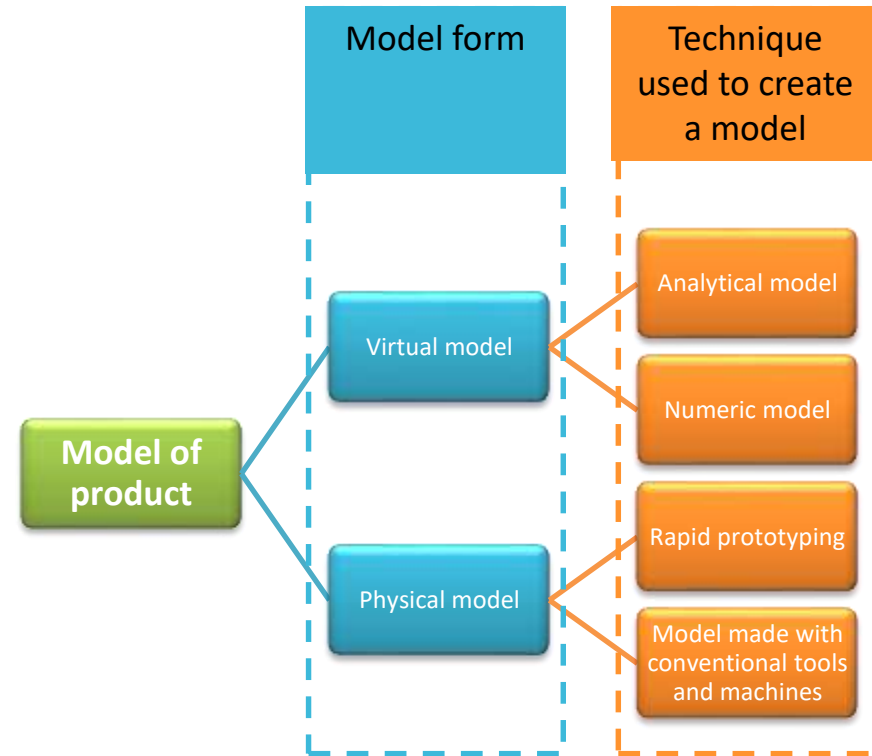 Model form
Technique
used to create
a model
Analytical model
Virtual model
Numeric model
Model of
product
Rapid prototyping
Physical model
Model made with
conventional tools
and machines